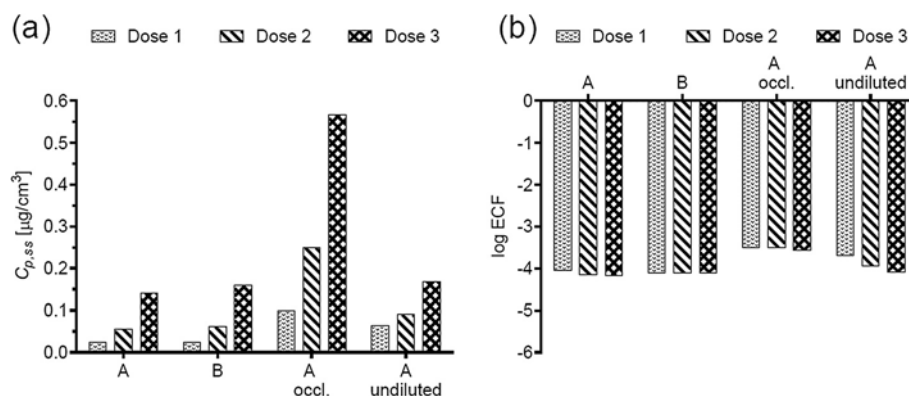 (a)
Dose 1 Dose 2 Dose 3
C_p,ss [µg/cm³]
0.6
0.5
0.4
0.3
0.2
0.1
0.0
A B A occl. A undiluted
(b)
Dose 1 Dose 2 Dose 3
A B A occl. A undiluted
log ECF
0
-1
-2
-3
-4
-5
-6